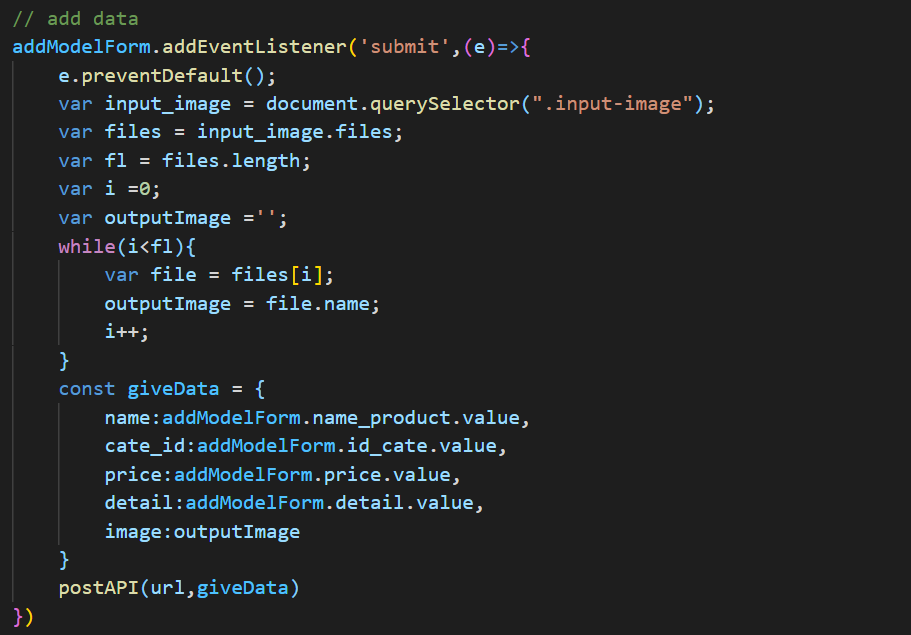 // add data
addModelForm.addEventListener('submit',(e)=>{
    e.preventDefault();
    var input_image = document.querySelector(".input-image");
    var files = input_image.files;
    var fl = files.length;
    var i =0;
    var outputImage ='';
    while(i<fl){
        var file = files[i];
        outputImage = file.name;
        i++;
    }
    const giveData = {
        name:addModelForm.name_product.value,
        cate_id:addModelForm.id_cate.value,
        price:addModelForm.price.value,
        detail:addModelForm.detail.value,
        image:outputImage
    }
    postAPI(url,giveData)
})